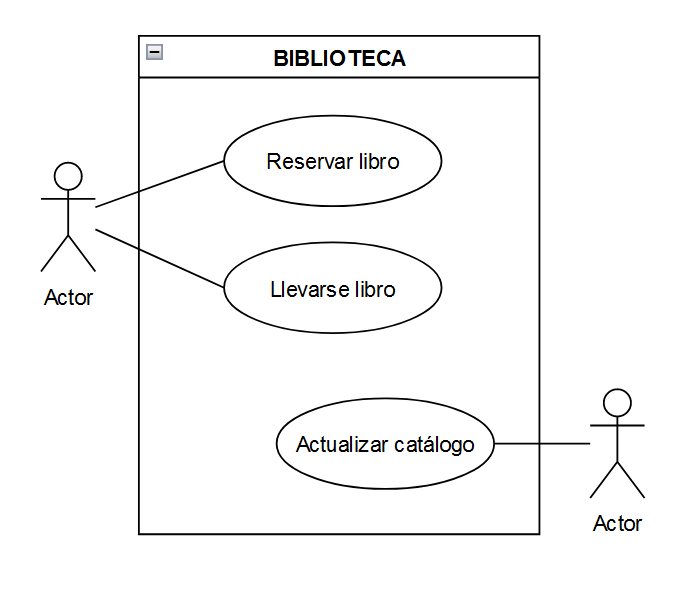 BIBLIOTECA
Reservar libro
Llevarse libro
Actor
Actualizar catálogo
Actor